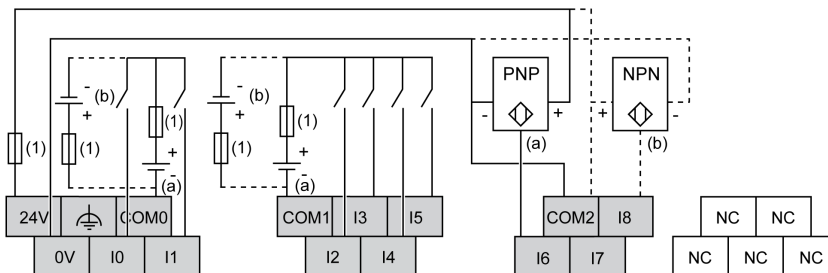 PNP NPN
- (b) + (1) (1) + - (a)
- (b) + (1) (1) + - (a)
- + + -
(1) (a) (b)
24V COM0 COM1 I3 I5 COM2 I8 NC NC
0V I0 I1 I2 I4 I6 I7 NC NC NC